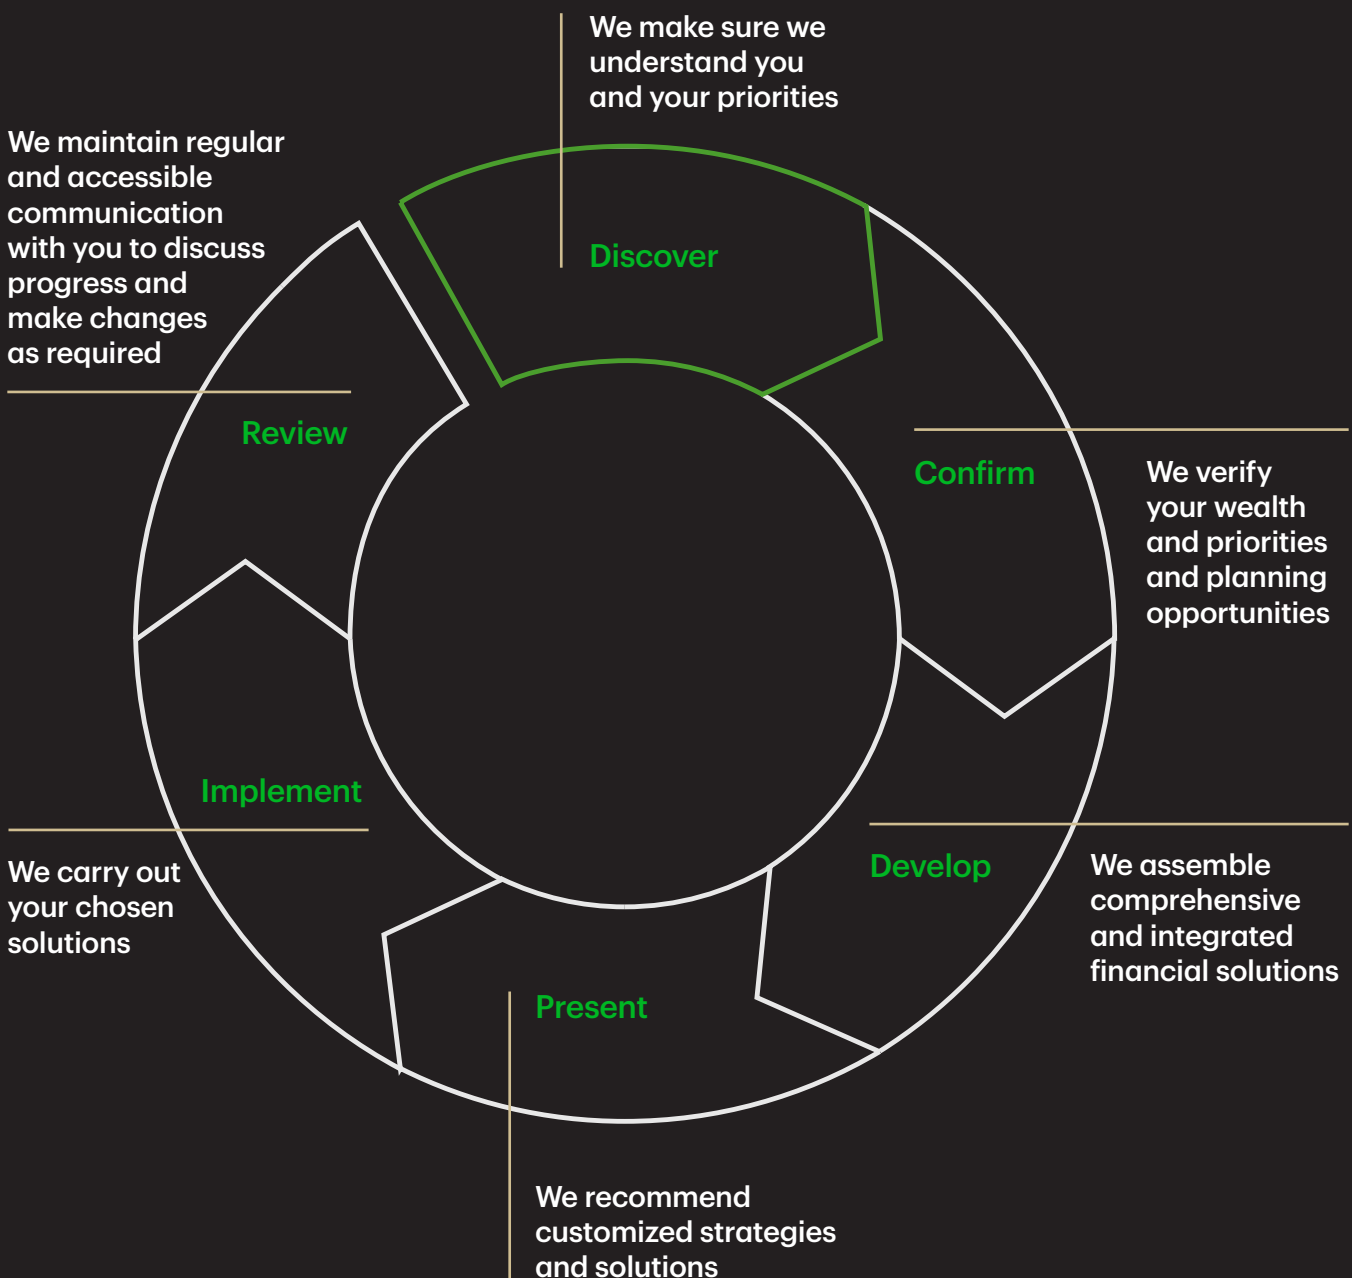 We make sure we
understand you
and your priorities
Discover
Confirm
We verify
your wealth
and priorities
and planning
opportunities
Develop
We assemble
comprehensive
and integrated
financial solutions
Present
We recommend
customized strategies
and solutions
Implement
We carry out
your chosen
solutions
We maintain regular
and accessible
communication
with you to discuss
progress and
make changes
as required
Review